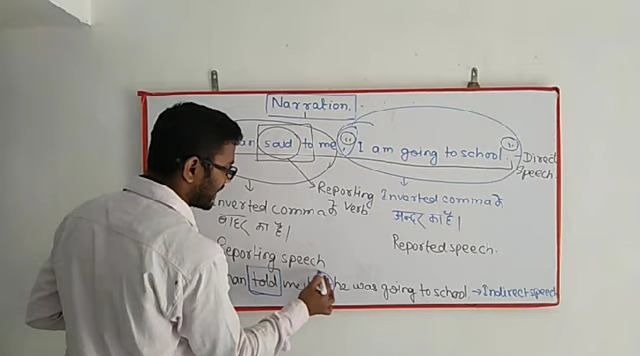 Narration.
said to me " I am going to school." → Direct
speech.
Reporting
verb
Inverted comma के
बाहर का है।
Inverted comma के
अन्दर का है।
Reporting speech
Reported speech.
told me he was going to school → Indirect speech